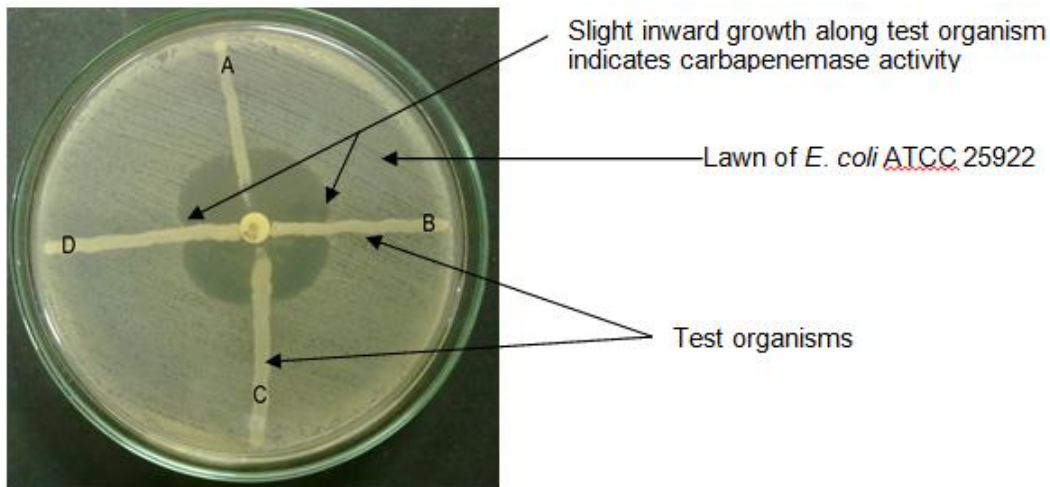 Slight inward growth along test organism
indicates carbapenemase activity
A
Lawn of E. coli ATCC 25922
B
D
Test organisms
C